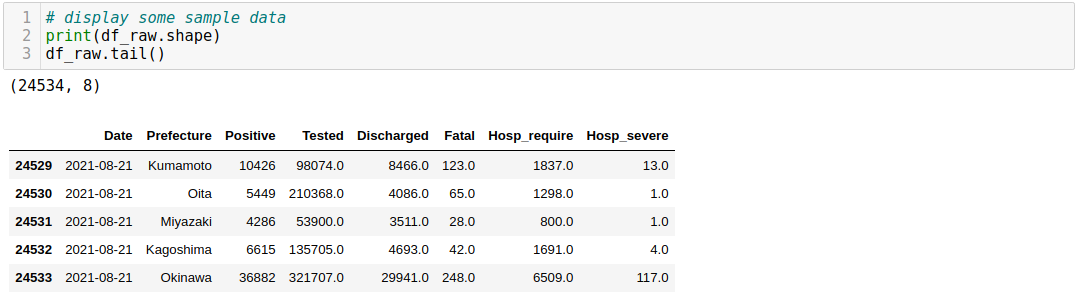 1 # display some sample data
2 print(df_raw.shape)
3 df_raw.tail()
(24534, 8)
Date Prefecture Positive Tested Discharged Fatal Hosp_require Hosp_severe
24529 2021-08-21 Kumamoto 10426 98074.0 8466.0 123.0 1837.0 13.0
24530 2021-08-21 Oita 5449 210368.0 4086.0 65.0 1298.0 1.0
24531 2021-08-21 Miyazaki 4286 53900.0 3511.0 28.0 800.0 1.0
24532 2021-08-21 Kagoshima 6615 135705.0 4693.0 42.0 1691.0 4.0
24533 2021-08-21 Okinawa 36882 321707.0 29941.0 248.0 6509.0 117.0